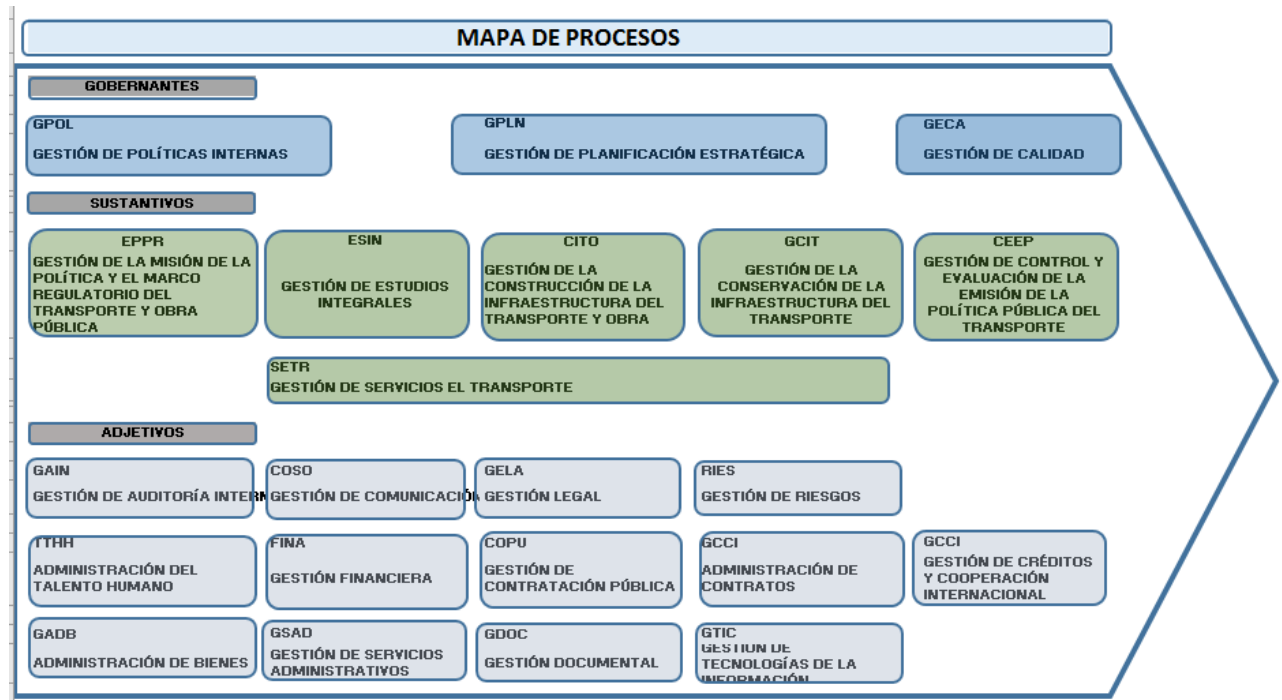 MAPA DE PROCESOS
GOBERNANTES
GPOL
GESTIÓN DE POLÍTICAS INTERNAS
GPLN
GESTIÓN DE PLANIFICACIÓN ESTRATÉGICA
GECA
GESTIÓN DE CALIDAD
SUSTANTIVOS
EPPR
GESTIÓN DE LA MISIÓN DE LA
POLÍTICA Y EL MARCO
REGULATORIO DEL
TRANSPORTE Y OBRA
PÚBLICA
ESIN
GESTIÓN DE ESTUDIOS
INTEGRALES
CITO
GESTIÓN DE LA
CONSTRUCCIÓN DE LA
INFRAESTRUCTURA DEL
TRANSPORTE Y OBRA
GCIT
GESTIÓN DE LA
CONSERVACIÓN DE LA
INFRAESTRUCTURA DEL
TRANSPORTE
CEEP
GESTIÓN DE CONTROL Y
EVALUACIÓN DE LA
EMISIÓN DE LA
POLÍTICA PÚBLICA DEL
TRANSPORTE
SETR
GESTIÓN DE SERVICIOS EL TRANSPORTE
ADJETIVOS
GAIN
GESTIÓN DE AUDITORÍA INTERN
COSO
GESTIÓN DE COMUNICACIÓN
GELA
GESTIÓN LEGAL
RIES
GESTIÓN DE RIESGOS
TTHH
ADMINISTRACIÓN DEL
TALENTO HUMANO
FINA
GESTIÓN FINANCIERA
COPU
GESTIÓN DE
CONTRATACIÓN PÚBLICA
GCCI
ADMINISTRACIÓN DE
CONTRATOS
GCCI
GESTIÓN DE CRÉDITOS
Y COOPERACIÓN
INTERNACIONAL
GADB
ADMINISTRACIÓN DE BIENES
GSAD
GESTIÓN DE SERVICIOS
ADMINISTRATIVOS
GDOC
GESTIÓN DOCUMENTAL
GTIC
GESTIÓN DE
TECNOLOGÍAS DE LA
INFORMACIÓN